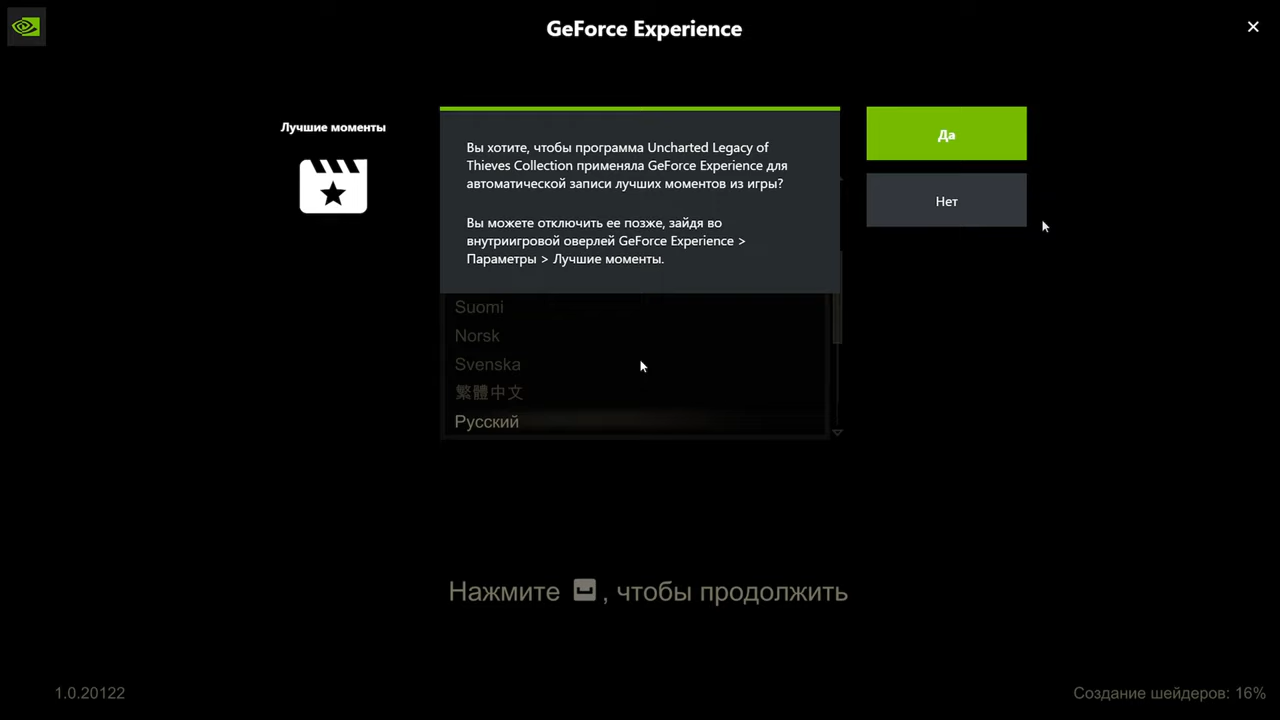 GeForce Experience
Лучшие моменты
Вы хотите, чтобы программа Uncharted Legacy of
Thieves Collection применяла GeForce Experience для
автоматической записи лучших моментов из игры?
Вы можете отключить ее позже, зайдя во
внутриигровой оверлей GeForce Experience >
Параметры > Лучшие моменты.
Да
Нет
Suomi
Norsk
Svenska
繁體中文
Русский
Нажмите , чтобы продолжить
1.0.20122
Создание шейдеров: 16%